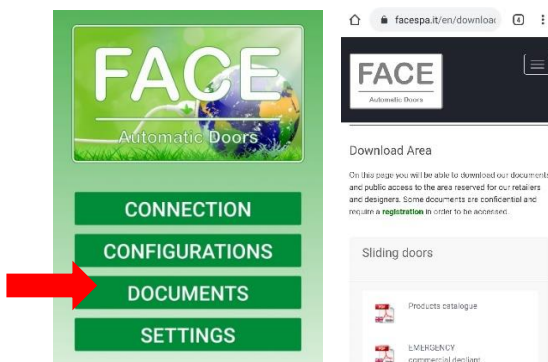 FACE
Automatic Doors
CONNECTION
CONFIGURATIONS
DOCUMENTS
SETTINGS
facespa.it/en/download
4
FACE
Automatic Doors
Download Area
On this page you will be able to download our documents
and public access to the area reserved for our retailers
and designers. Some documents are confidential and
require a registration in order to be accessed.
Sliding doors
Products catalogue
EMERGENCY
commercial depliant